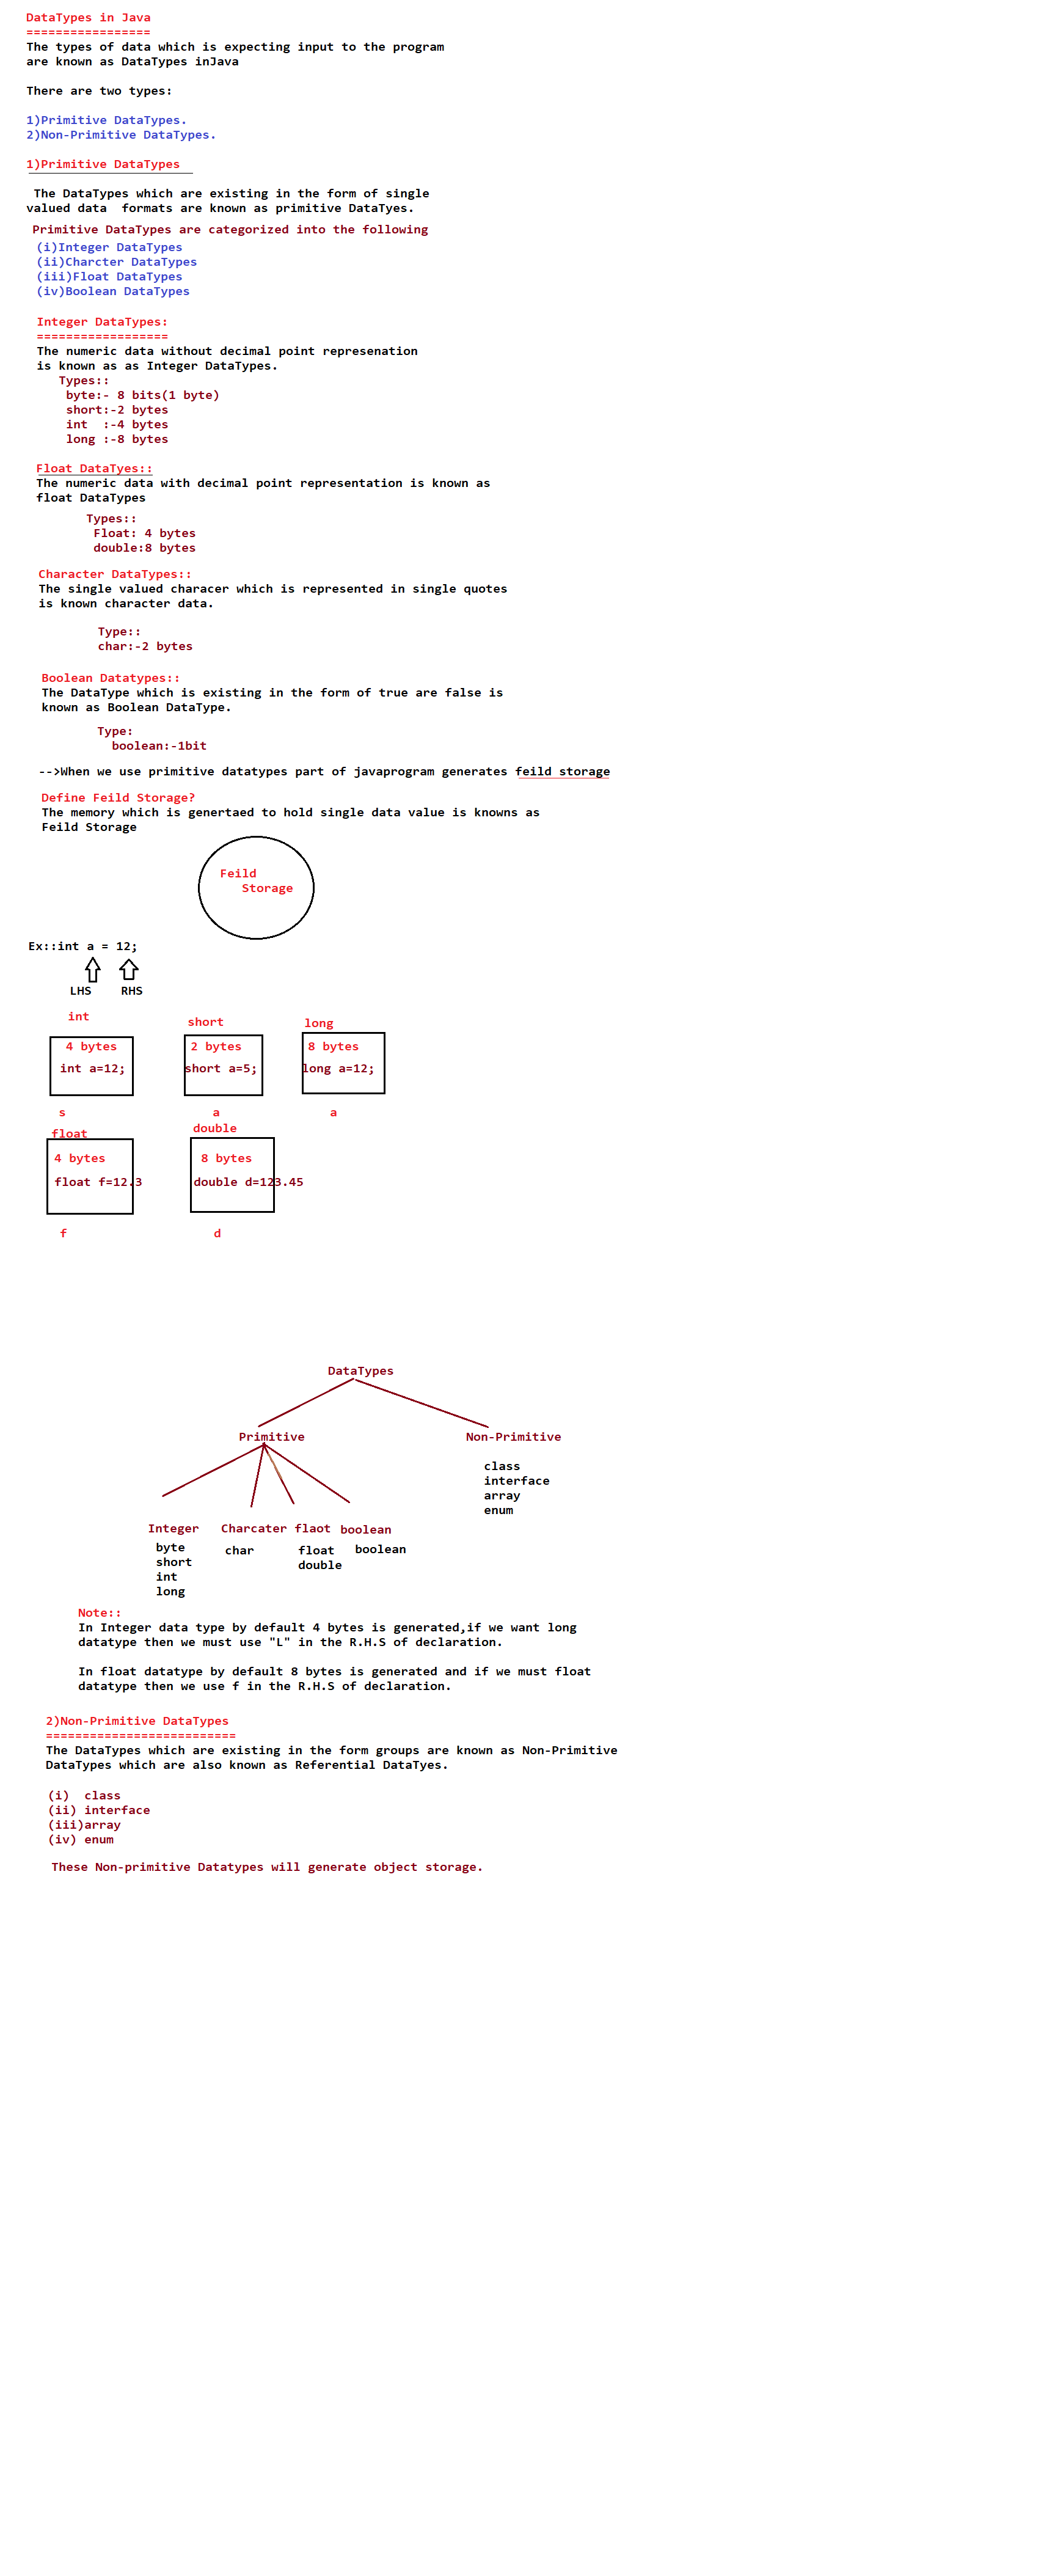 DataTypes in Java
=================
The types of data which is expecting input to the program
are known as DataTypes inJava
There are two types:
1)Primitive DataTypes.
2)Non-Primitive DataTypes.
1)Primitive DataTypes
The DataTypes which are existing in the form of single
valued data  formats are known as primitive DataTyes.
Primitive DataTypes are categorized into the following
(i)Integer DataTypes
(ii)Charcter DataTypes
(iii)Float DataTypes
(iv)Boolean DataTypes
Integer DataTypes:
==================
The numeric data without decimal point represenation
is known as as Integer DataTypes.
Types::
byte:- 8 bits(1 byte)
short:-2 bytes
int  :-4 bytes
long :-8 bytes
Float DataTyes::
The numeric data with decimal point representation is known as
float DataTypes
Types::
Float: 4 bytes
double:8 bytes
Character DataTypes::
The single valued characer which is represented in single quotes
is known character data.
Type::
char:-2 bytes
Boolean Datatypes::
The DataType which is existing in the form of true are false is
known as Boolean DataType.
Type:
boolean:-1bit
-->When we use primitive datatypes part of javaprogram generates feild storage
Define Feild Storage?
The memory which is genertaed to hold single data value is knowns as
Feild Storage
Feild
Storage
Ex::int a = 12;
LHS RHS
int short long
4 bytes 2 bytes 8 bytes
int a=12; short a=5; long a=12;
s a a
float double
4 bytes 8 bytes
float f=12.3 double d=123.45
f d
DataTypes
Primitive Non-Primitive
class
interface
array
enum
Integer Charcater flaot boolean
byte char float boolean
short double
int
long
Note::
In Integer data type by default 4 bytes is generated,if we want long
datatype then we must use "L" in the R.H.S of declaration.
In float datatype by default 8 bytes is generated and if we must float
datatype then we use f in the R.H.S of declaration.
2)Non-Primitive DataTypes
==========================
The DataTypes which are existing in the form groups are known as Non-Primitive
DataTypes which are also known as Referential DataTyes.
(i)  class
(ii) interface
(iii)array
(iv) enum
These Non-primitive Datatypes will generate object storage.